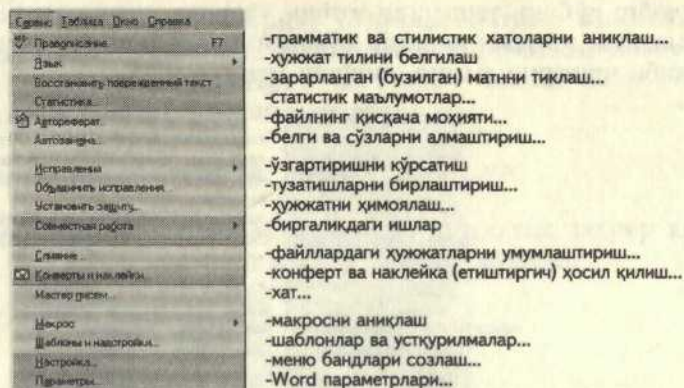 Сервис Таблица Окно Справка
Правописание... F7 -грамматик ва стилистик хатоларни аниқлаш...
Язык -ҳужжат тилини белгилаш
Восстановить поврежденный текст -зарарланган (бузилган) матнни тиклаш...
Статистика... -статистик маълумотлар...
Автореферат... -файлнинг қисқача моҳияти...
Автозамена... -белги ва сўзларни алмаштириш...
Исправления -ўзгартиришни кўрсатиш
Объединить исправления... -тузатишларни бирлаштириш...
Установить защиту... -ҳужжатни ҳимоялаш...
Совместная работа -биргаликдаги ишлар
Слияние... -файллардаги ҳужжатларни умумлаштириш...
Конверты и наклейки... -конферт ва наклейка (етиштиргич) ҳосил қилиш...
Мастер писем... -хат...
Макрос -макросни аниқлаш
Шаблоны и надстройки... -шаблонлар ва устқурилмалар...
Настройка... -меню бандлари созлаш...
Параметры... -Word параметрлари...